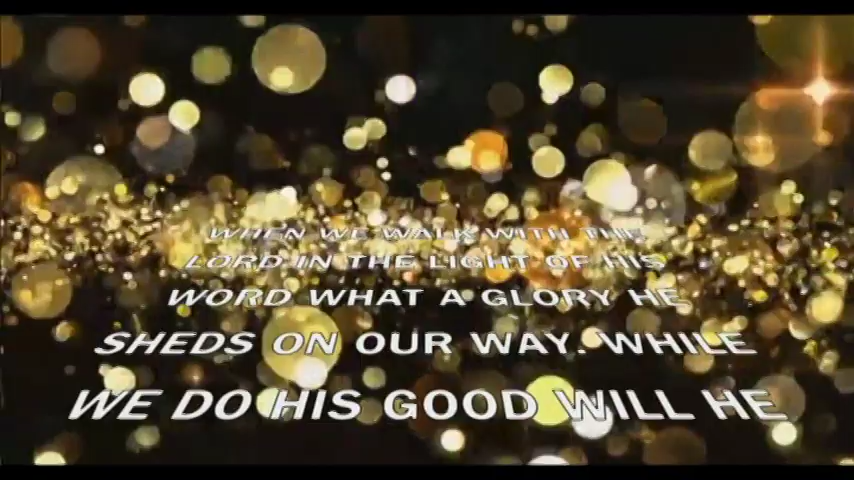 WHEN WE WALK WITH THE
LORD IN THE LIGHT OF HIS
WORD WHAT A GLORY HE
SHEDS ON OUR WAY. WHILE
WE DO HIS GOOD WILL HE